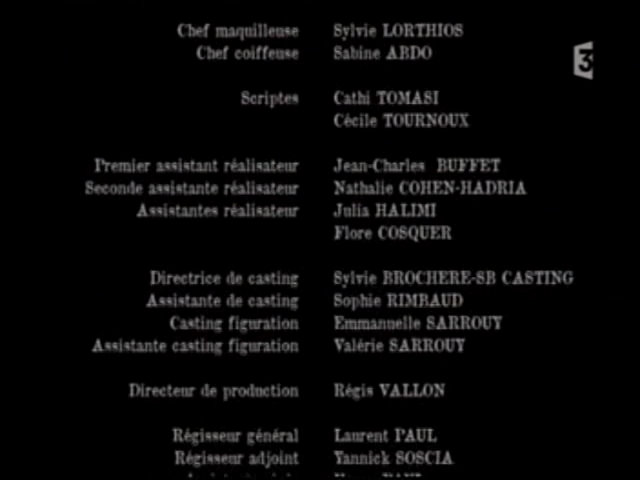 Chef maquilleuse Sylvie LORTHIOS
Chef coiffeuse Sabine ABDO
3
Scriptes Cathi TOMASI
Cécile TOURNOUX
Premier assistant réalisateur Jean-Charles BUFFET
Seconde assistante réalisateur Nathalie COHEN-HADRIA
Assistantes réalisateur Julia HALIMI
Flore COSQUER
Directrice de casting Sylvie BROCHERE-SB CASTING
Assistante de casting Sophie RIMBAUD
Casting figuration Emmanuelle SARROUY
Assistante casting figuration Valérie SARROUY
Directeur de production Régis VALLON
Régisseur général Laurent PAUL
Régisseur adjoint Yannick SOSCIA